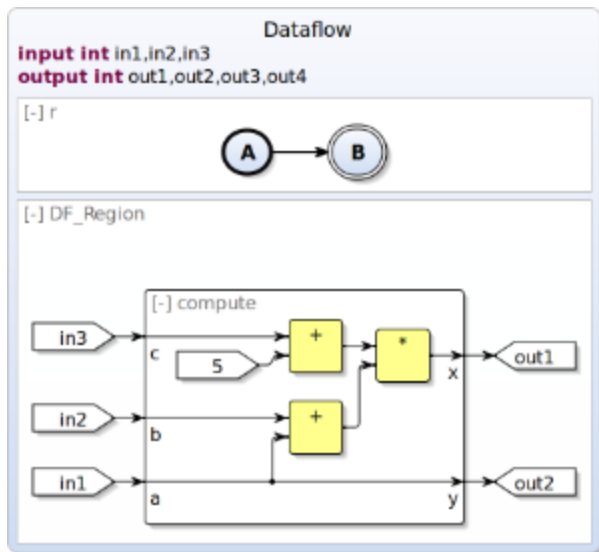 Dataflow
input int in1,in2,in3
output int out1,out2,out3,out4
[-] r
A
B
[-] DF_Region
[-] compute
in3
c
5
+
*
x
out1
in2
b
+
in1
a
y
out2